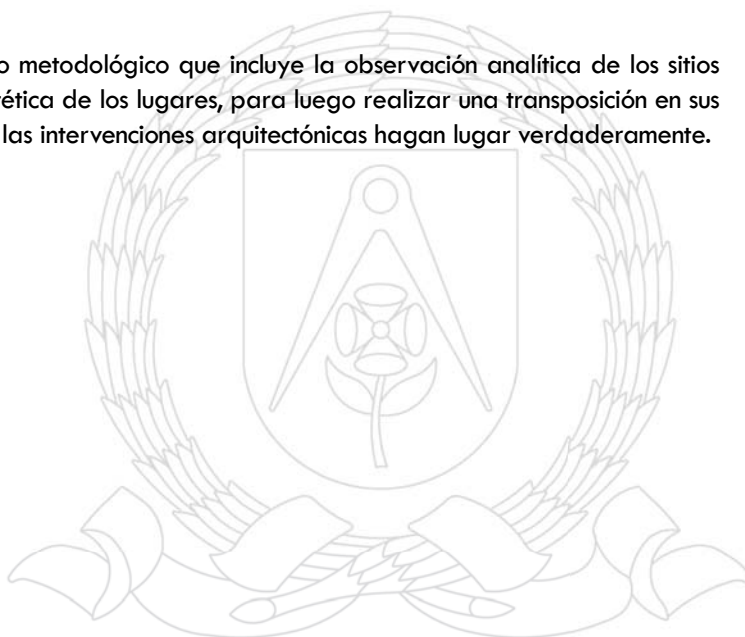 o metodológico que incluye la observación analítica de los sitios
tética de los lugares, para luego realizar una transposición en sus
las intervenciones arquitectónicas hagan lugar verdaderamente.